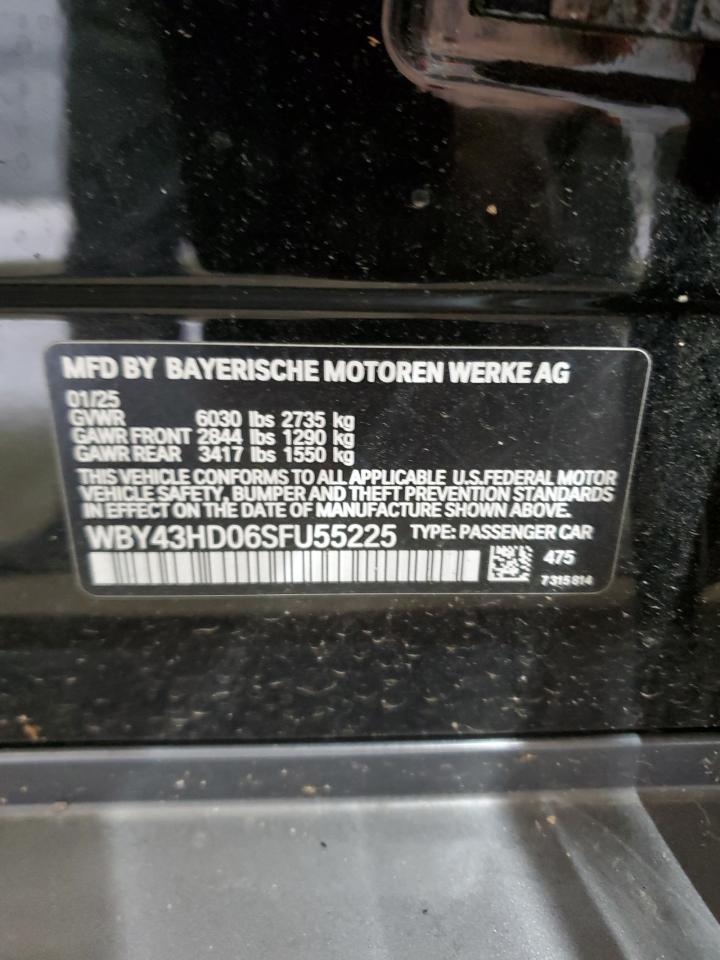 MFD BY BAYERISCHE MOTOREN WERKE AG
01/25
GVWR 6030 lbs 2735 kg
GAWR FRONT 2844 lbs 1290 kg
GAWR REAR 3417 lbs 1550 kg
THIS VEHICLE CONFORMS TO ALL APPLICABLE U.S.FEDERAL MOTOR
VEHICLE SAFETY, BUMPER AND THEFT PREVENTION STANDARDS
IN EFFECT ON THE DATE OF MANUFACTURE SHOWN ABOVE.
WBY43HD06SFU55225 TYPE: PASSENGER CAR
475
7315814